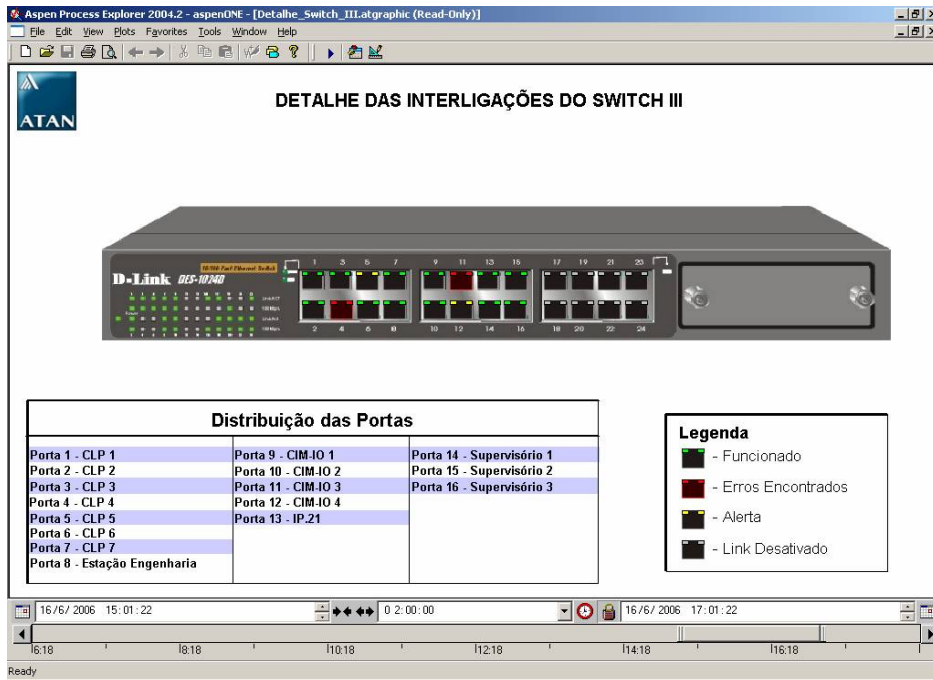 Aspen Process Explorer 2004.2 - aspenONE - [Detalhe_Switch_III.atgraphic (Read-Only)]
File Edit View Plots Favorites Tools Window Help
ATAN
DETALHE DAS INTERLIGAÇÕES DO SWITCH III
10/100 Fast Ethernet Switch
D-Link DES-1024D
1 3 5 7 9 11 13 15 17 19 21 23
2 4 6 8 10 12 14 16 18 20 22 24
Distribuição das Portas
Porta 1 - CLP 1
Porta 2 - CLP 2
Porta 3 - CLP 3
Porta 4 - CLP 4
Porta 5 - CLP 5
Porta 6 - CLP 6
Porta 7 - CLP 7
Porta 8 - Estação Engenharia
Porta 9 - CIM-IO 1
Porta 10 - CIM-IO 2
Porta 11 - CIM-IO 3
Porta 12 - CIM-IO 4
Porta 13 - IP.21
Porta 14 - Supervisório 1
Porta 15 - Supervisório 2
Porta 16 - Supervisório 3
Legenda
- Funcionado
- Erros Encontrados
- Alerta
- Link Desativado
16/6/2006 15:01:22
0 2:00:00
16/6/2006 17:01:22
6:18 8:18 10:18 12:18 14:18 16:18
Ready